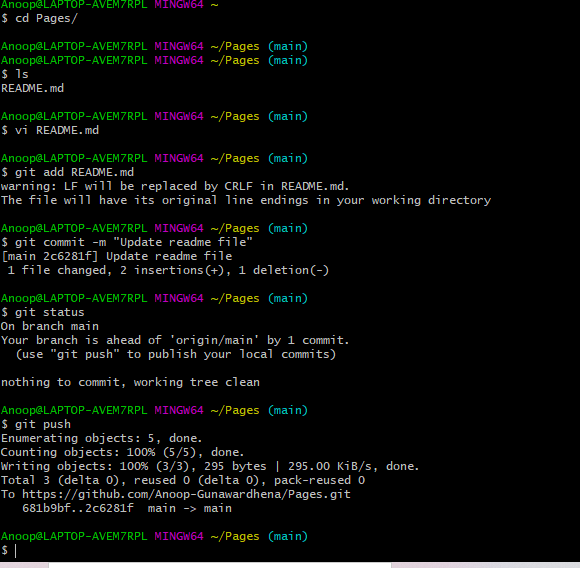 Anoop@LAPTOP-AVEM7RPL MINGW64 ~
$ cd Pages/
Anoop@LAPTOP-AVEM7RPL MINGW64 ~/Pages (main)
Anoop@LAPTOP-AVEM7RPL MINGW64 ~/Pages (main)
$ ls
README.md
Anoop@LAPTOP-AVEM7RPL MINGW64 ~/Pages (main)
$ vi README.md
Anoop@LAPTOP-AVEM7RPL MINGW64 ~/Pages (main)
$ git add README.md
warning: LF will be replaced by CRLF in README.md.
The file will have its original line endings in your working directory
Anoop@LAPTOP-AVEM7RPL MINGW64 ~/Pages (main)
$ git commit -m "Update readme file"
[main 2c6281f] Update readme file
 1 file changed, 2 insertions(+), 1 deletion(-)
Anoop@LAPTOP-AVEM7RPL MINGW64 ~/Pages (main)
$ git status
On branch main
Your branch is ahead of 'origin/main' by 1 commit.
  (use "git push" to publish your local commits)
nothing to commit, working tree clean
Anoop@LAPTOP-AVEM7RPL MINGW64 ~/Pages (main)
$ git push
Enumerating objects: 5, done.
Counting objects: 100% (5/5), done.
Writing objects: 100% (3/3), 295 bytes | 295.00 KiB/s, done.
Total 3 (delta 0), reused 0 (delta 0), pack-reused 0
To https://github.com/Anoop-Gunawardhena/Pages.git
   681b9bf..2c6281f  main -> main
Anoop@LAPTOP-AVEM7RPL MINGW64 ~/Pages (main)
$